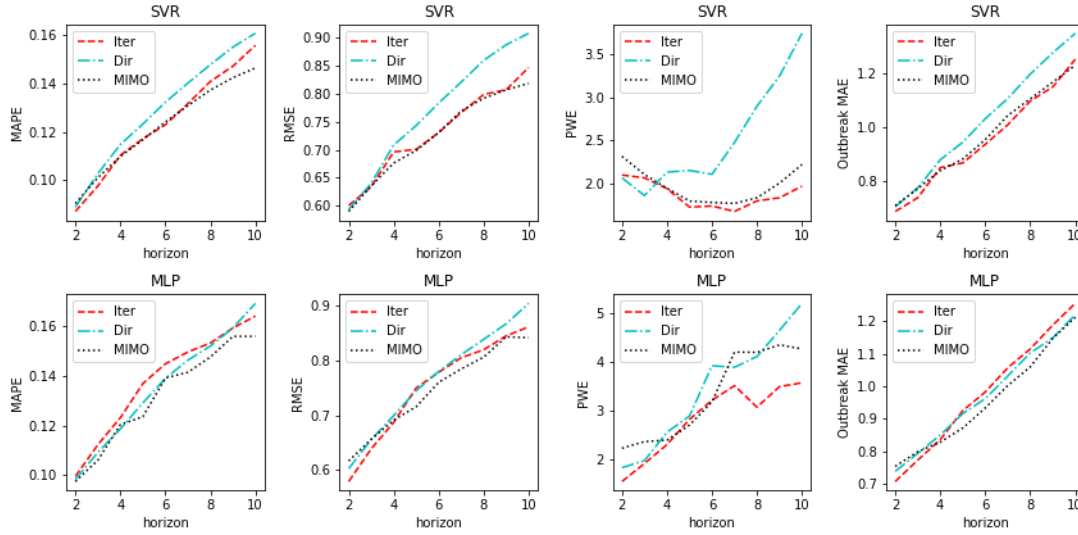 SVR
MAPE
0.16
0.14
0.12
0.10
Iter
Dir
MIMO
2 4 6 8 10
horizon
SVR
RMSE
0.90
0.85
0.80
0.75
0.70
0.65
0.60
Iter
Dir
MIMO
2 4 6 8 10
horizon
SVR
PWE
3.5
3.0
2.5
2.0
Iter
Dir
MIMO
2 4 6 8 10
horizon
SVR
Outbreak MAE
1.2
1.0
0.8
Iter
Dir
MIMO
2 4 6 8 10
horizon
MLP
MAPE
0.16
0.14
0.12
0.10
Iter
Dir
MIMO
2 4 6 8 10
horizon
MLP
RMSE
0.9
0.8
0.7
0.6
Iter
Dir
MIMO
2 4 6 8 10
horizon
MLP
PWE
5
4
3
2
Iter
Dir
MIMO
2 4 6 8 10
horizon
MLP
Outbreak MAE
1.2
1.1
1.0
0.9
0.8
0.7
Iter
Dir
MIMO
2 4 6 8 10
horizon